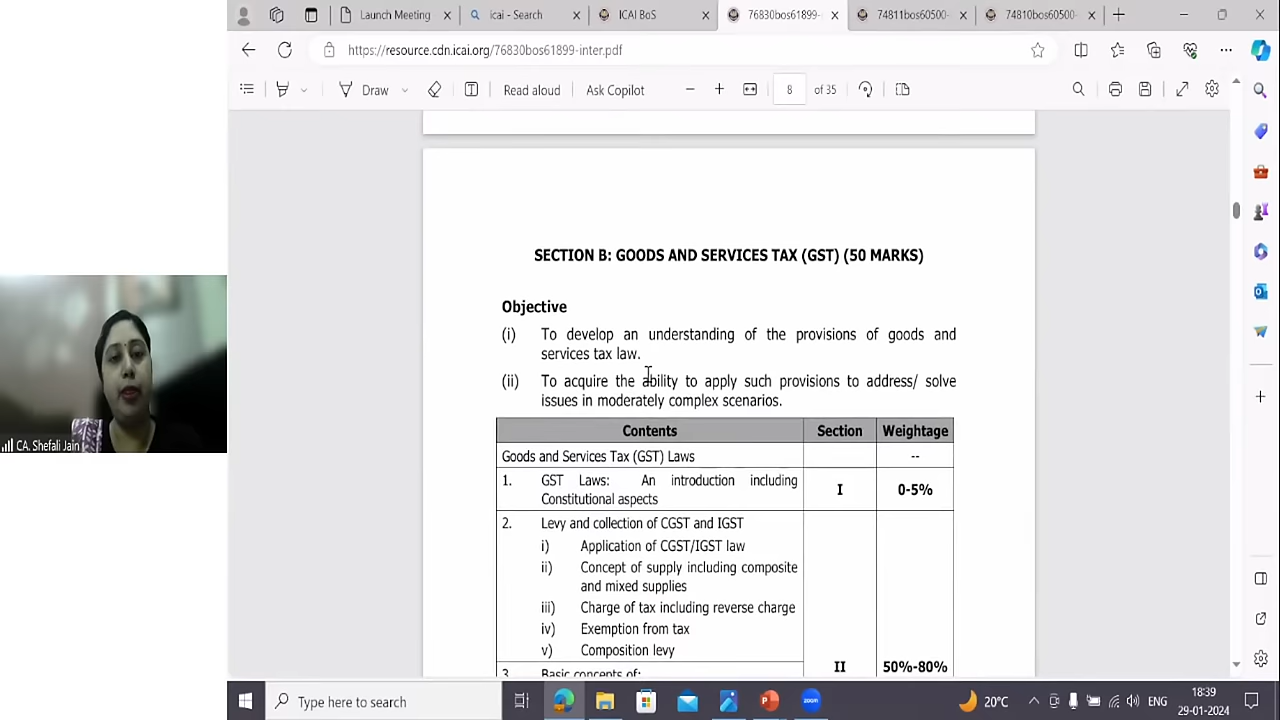 Launch Meeting
icai - Search
ICAI BoS
76830bos61899-
74811bos60500-
74810bos60500-
https://resource.cdn.icai.org/76830bos61899-inter.pdf
Draw
Read aloud
Ask Copilot
8
of 35
SECTION B: GOODS AND SERVICES TAX (GST) (50 MARKS)
Objective
(i) To develop an understanding of the provisions of goods and
services tax law.
(ii) To acquire the ability to apply such provisions to address/ solve
issues in moderately complex scenarios.
Contents Section Weightage
Goods and Services Tax (GST) Laws --
1. GST Laws: An introduction including
Constitutional aspects
I 0-5%
2. Levy and collection of CGST and IGST
i) Application of CGST/IGST law
ii) Concept of supply including composite
and mixed supplies
iii) Charge of tax including reverse charge
iv) Exemption from tax
v) Composition levy
II 50%-80%
3. Basic concepts of:
CA. Shefali Jain
Type here to search
20°C
ENG
18:39
29-01-2024